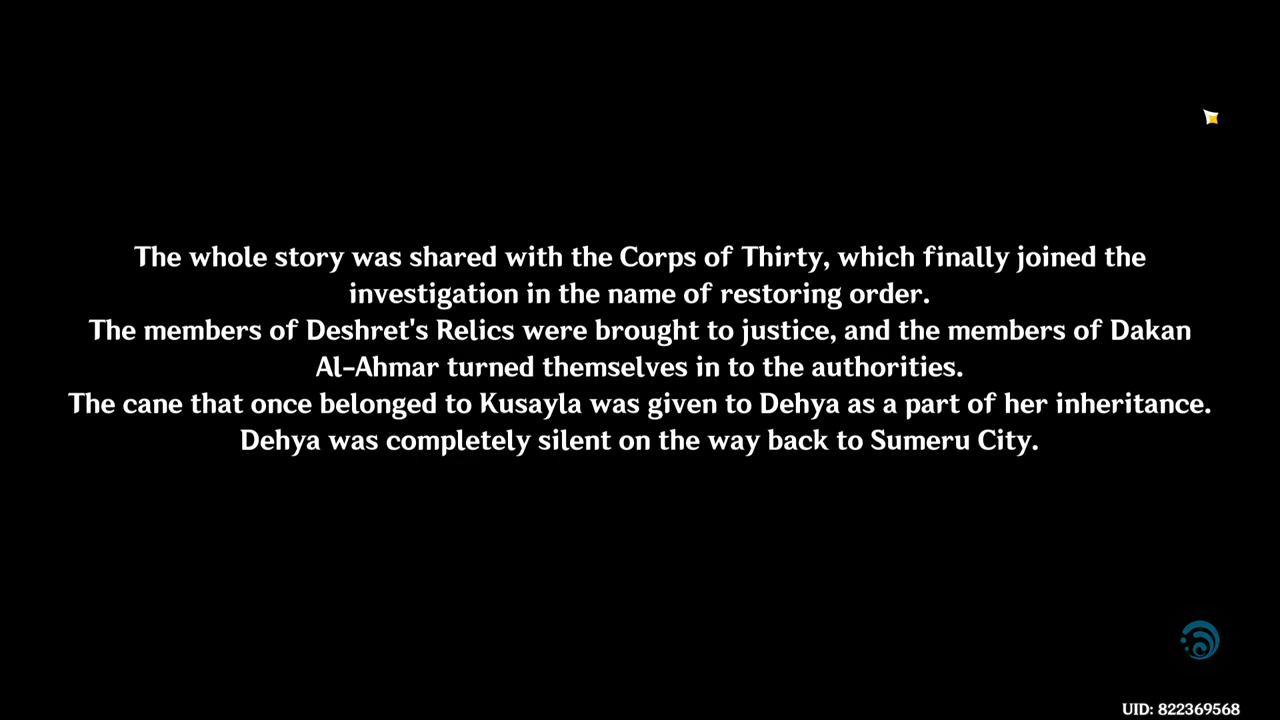 The whole story was shared with the Corps of Thirty, which finally joined the
investigation in the name of restoring order.
The members of Deshret's Relics were brought to justice, and the members of Dakan
Al-Ahmar turned themselves in to the authorities.
The cane that once belonged to Kusayla was given to Dehya as a part of her inheritance.
Dehya was completely silent on the way back to Sumeru City.
UID: 822369568